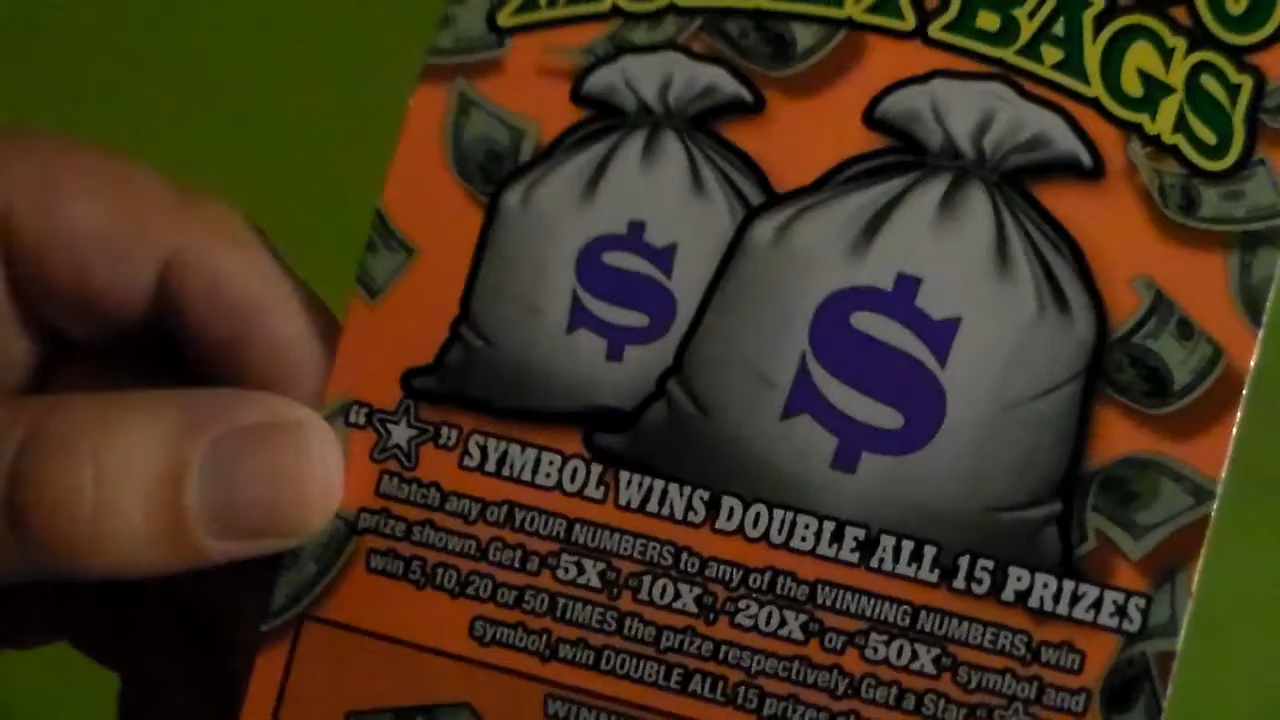 MONEY BAGS
$
$
"☆" SYMBOL WINS DOUBLE ALL 15 PRIZES
Match any of YOUR NUMBERS to any of the WINNING NUMBERS, win
prize shown. Get a "5X", "10X", "20X" or "50X" symbol and
win 5, 10, 20 or 50 TIMES the prize respectively. Get a Star "☆"
symbol, win DOUBLE ALL 15 prizes